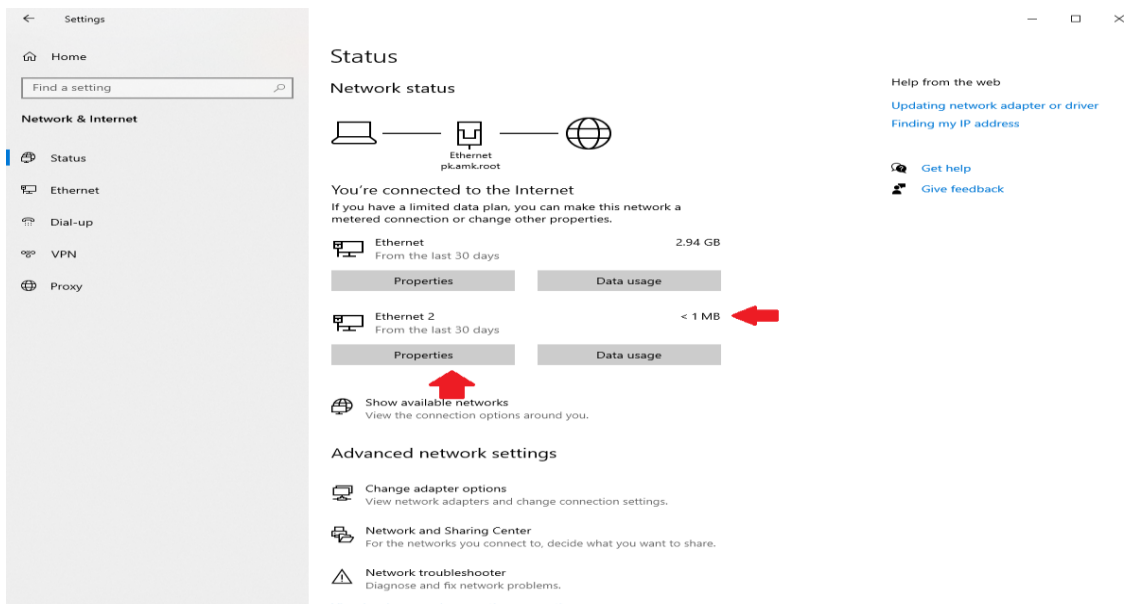 Settings
Home
Find a setting
Network & Internet
Status
Ethernet
Dial-up
VPN
Proxy
Status
Network status
Ethernet
pk.amk.root
You're connected to the Internet
If you have a limited data plan, you can make this network a
metered connection or change other properties.
Ethernet 2.94 GB
From the last 30 days
Properties Data usage
Ethernet 2 < 1 MB
From the last 30 days
Properties Data usage
Show available networks
View the connection options around you.
Advanced network settings
Change adapter options
View network adapters and change connection settings.
Network and Sharing Center
For the networks you connect to, decide what you want to share.
Network troubleshooter
Diagnose and fix network problems.
Help from the web
Updating network adapter or driver
Finding my IP address
Get help
Give feedback